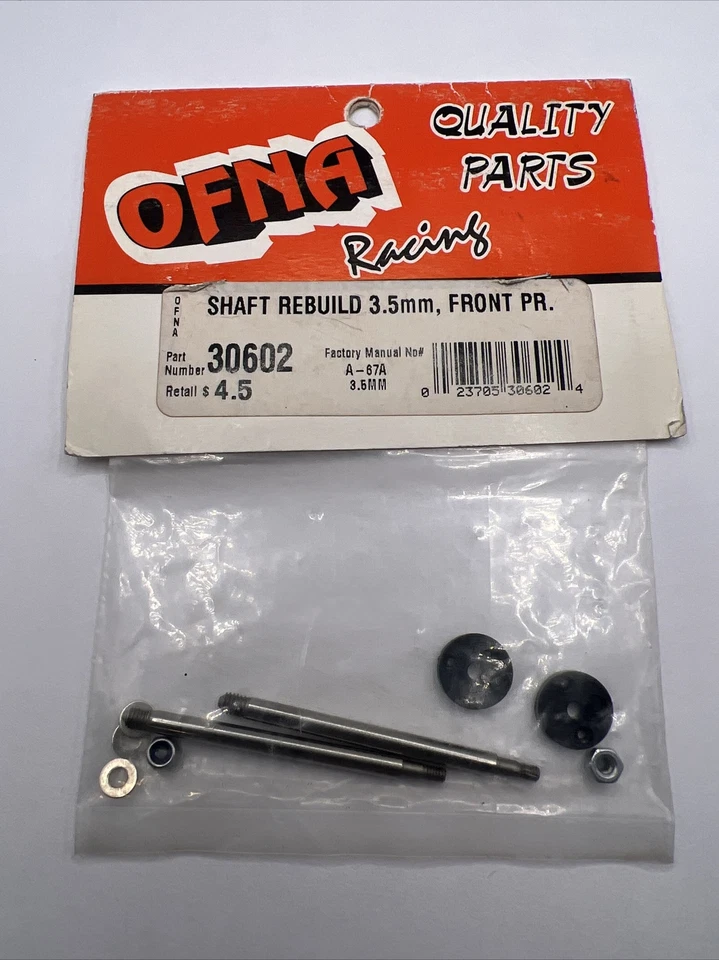 OFNA
Racing
QUALITY
PARTS
OFNA
SHAFT REBUILD 3.5mm, FRONT PR.
Part
Number 30602
Retail $ 4.5
Factory Manual No#
A-67A
3.5MM
0 23705 30602 4